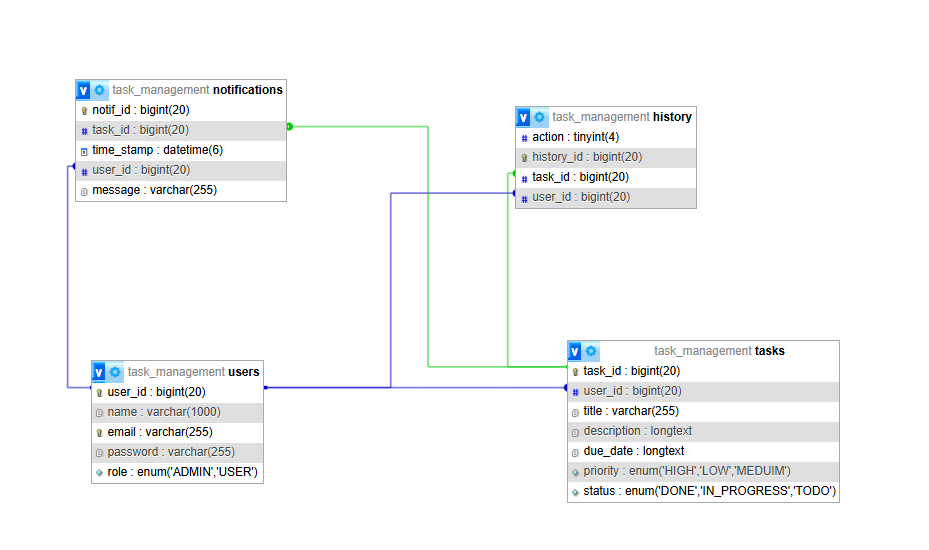 v task_management notifications
notif_id : bigint(20)
# task_id : bigint(20)
time_stamp : datetime(6)
# user_id : bigint(20)
message : varchar(255)
v task_management history
# action : tinyint(4)
history_id : bigint(20)
# task_id : bigint(20)
# user_id : bigint(20)
v task_management users
user_id : bigint(20)
name : varchar(1000)
email : varchar(255)
password : varchar(255)
role : enum('ADMIN','USER')
v task_management tasks
task_id : bigint(20)
# user_id : bigint(20)
title : varchar(255)
description : longtext
due_date : longtext
priority : enum('HIGH','LOW','MEDUIM')
status : enum('DONE','IN_PROGRESS','TODO')